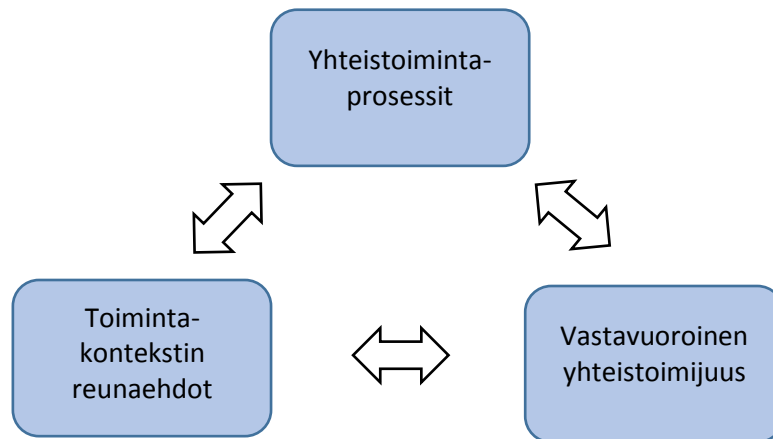 Yhteistoiminta-
prosessit
Toiminta-
kontekstin
reunaehdot
Vastavuoroinen
yhteistoimijuus